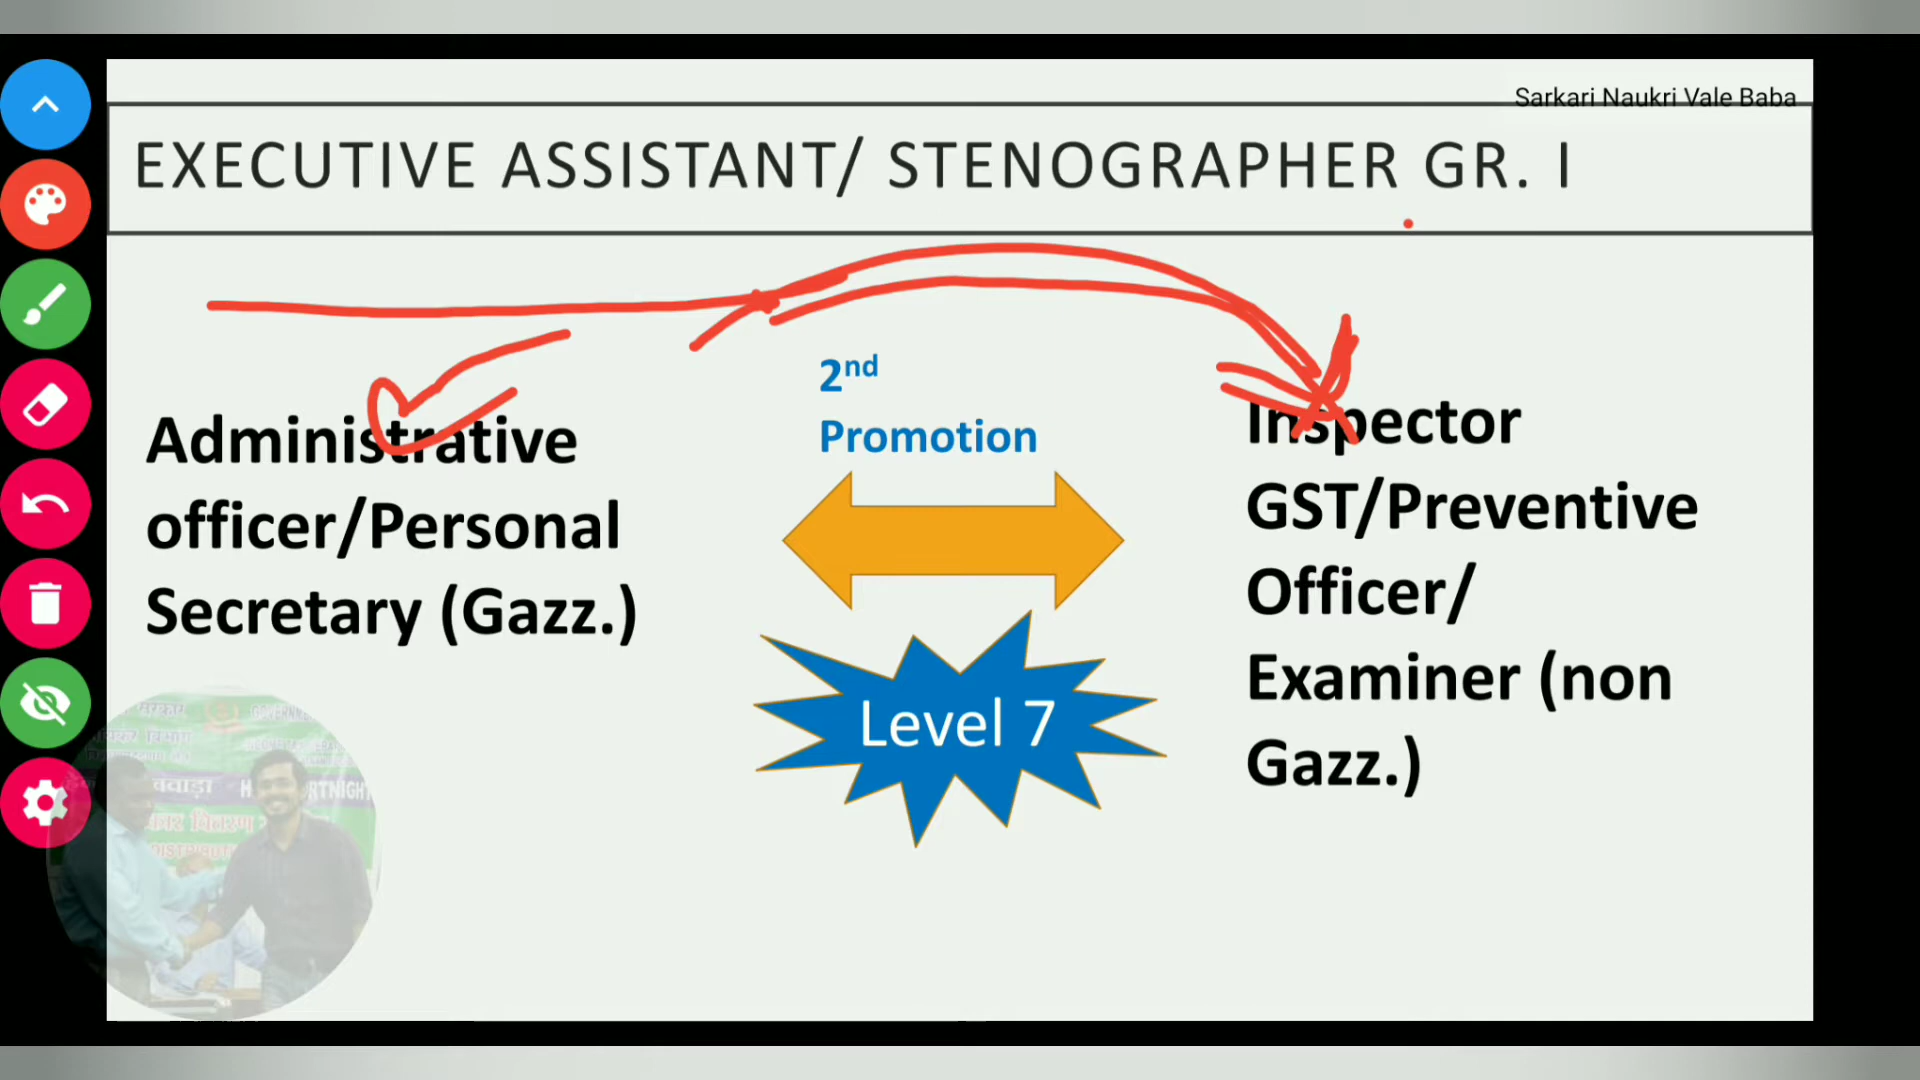 Sarkari Naukri Vale Baba
EXECUTIVE ASSISTANT/ STENOGRAPHER GR. I
2nd
Promotion
Administrative
officer/Personal
Secretary (Gazz.)
Inspector
GST/Preventive
Officer/
Examiner (non
Gazz.)
Level 7